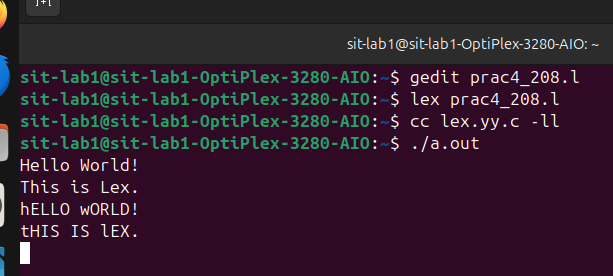 sit-lab1@sit-lab1-OptiPlex-3280-AIO: ~
sit-lab1@sit-lab1-OptiPlex-3280-AIO:~$ gedit prac4_208.l
sit-lab1@sit-lab1-OptiPlex-3280-AIO:~$ lex prac4_208.l
sit-lab1@sit-lab1-OptiPlex-3280-AIO:~$ cc lex.yy.c -ll
sit-lab1@sit-lab1-OptiPlex-3280-AIO:~$ ./a.out
Hello World!
This is Lex.
hELLO wORLD!
tHIS IS lEX.